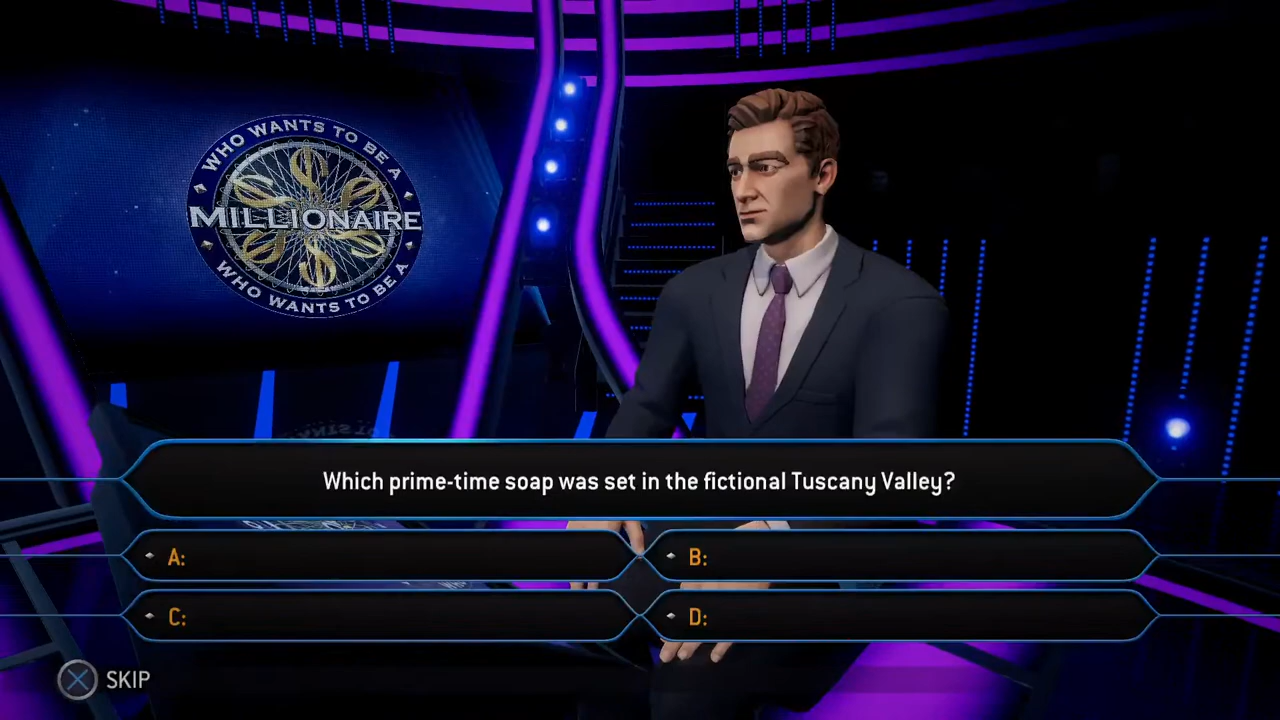 WHO WANTS TO BE A
MILLIONAIRE
WHO WANTS TO BE A
Which prime-time soap was set in the fictional Tuscany Valley?
A:
B:
C:
D:
SKIP